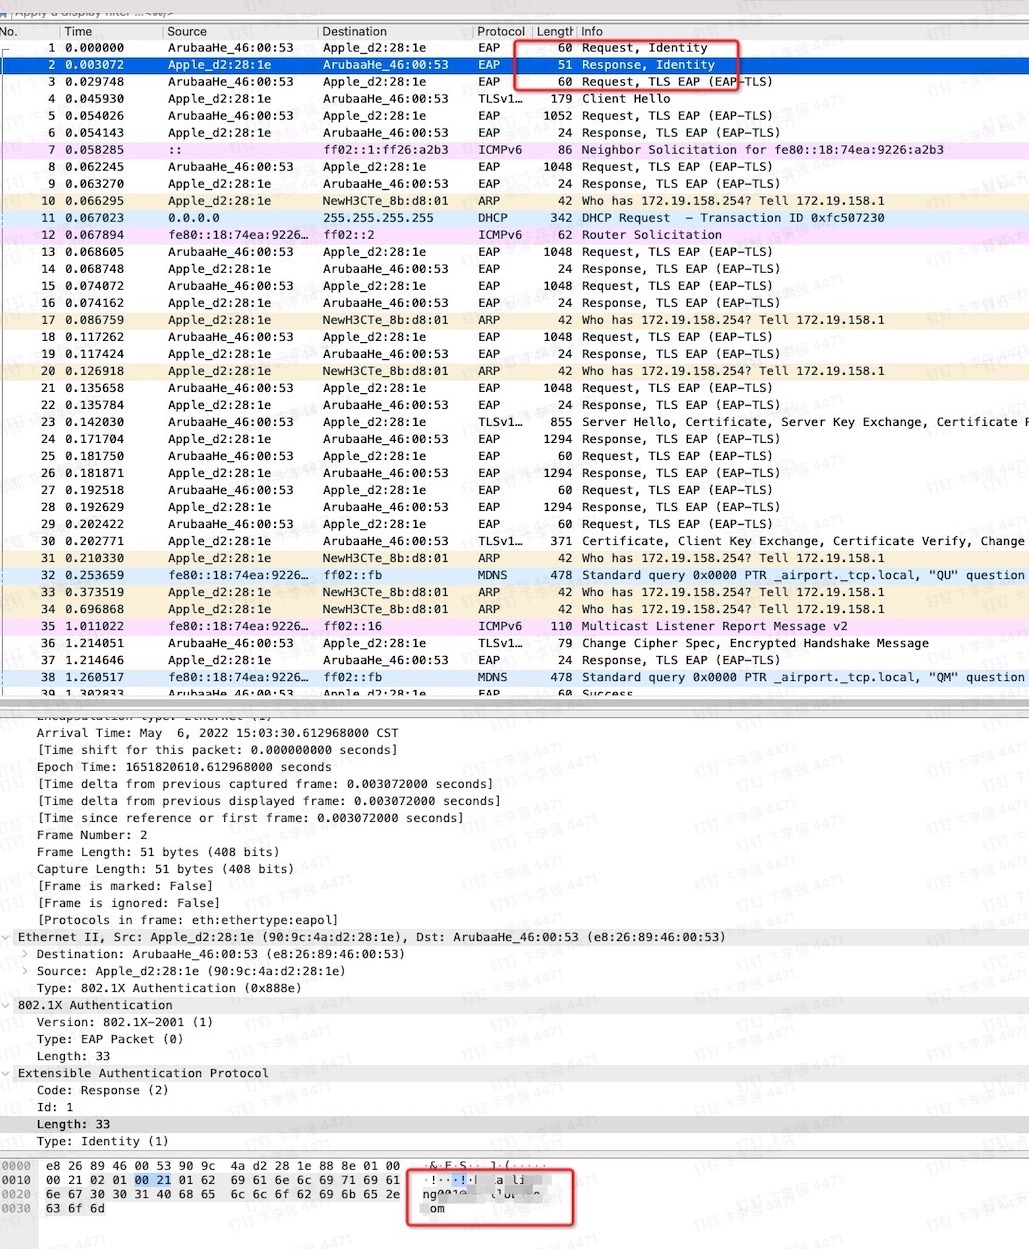 Apply a display filter ... <⌘/>
No. Time Source Destination Protocol Length Info
1 0.000000 ArubaaHe_46:00:53 Apple_d2:28:1e EAP 60 Request, Identity
2 0.003072 Apple_d2:28:1e ArubaaHe_46:00:53 EAP 51 Response, Identity
3 0.029748 ArubaaHe_46:00:53 Apple_d2:28:1e EAP 60 Request, TLS EAP (EAP-TLS)
4 0.045930 Apple_d2:28:1e ArubaaHe_46:00:53 TLSv1… 179 Client Hello
5 0.054026 ArubaaHe_46:00:53 Apple_d2:28:1e EAP 1052 Request, TLS EAP (EAP-TLS)
6 0.054143 Apple_d2:28:1e ArubaaHe_46:00:53 EAP 24 Response, TLS EAP (EAP-TLS)
7 0.058285 :: ff02::1:ff26:a2b3 ICMPv6 86 Neighbor Solicitation for fe80::18:74ea:9226:a2b3
8 0.062245 ArubaaHe_46:00:53 Apple_d2:28:1e EAP 1048 Request, TLS EAP (EAP-TLS)
9 0.063270 Apple_d2:28:1e ArubaaHe_46:00:53 EAP 24 Response, TLS EAP (EAP-TLS)
10 0.066295 Apple_d2:28:1e NewH3CTe_8b:d8:01 ARP 42 Who has 172.19.158.254? Tell 172.19.158.1
11 0.067023 0.0.0.0 255.255.255.255 DHCP 342 DHCP Request – Transaction ID 0xfc507230
12 0.067894 fe80::18:74ea:9226… ff02::2 ICMPv6 62 Router Solicitation
13 0.068605 ArubaaHe_46:00:53 Apple_d2:28:1e EAP 1048 Request, TLS EAP (EAP-TLS)
14 0.068748 Apple_d2:28:1e ArubaaHe_46:00:53 EAP 24 Response, TLS EAP (EAP-TLS)
15 0.074072 ArubaaHe_46:00:53 Apple_d2:28:1e EAP 1048 Request, TLS EAP (EAP-TLS)
16 0.074162 Apple_d2:28:1e ArubaaHe_46:00:53 EAP 24 Response, TLS EAP (EAP-TLS)
17 0.086759 Apple_d2:28:1e NewH3CTe_8b:d8:01 ARP 42 Who has 172.19.158.254? Tell 172.19.158.1
18 0.117262 ArubaaHe_46:00:53 Apple_d2:28:1e EAP 1048 Request, TLS EAP (EAP-TLS)
19 0.117424 Apple_d2:28:1e ArubaaHe_46:00:53 EAP 24 Response, TLS EAP (EAP-TLS)
20 0.126918 Apple_d2:28:1e NewH3CTe_8b:d8:01 ARP 42 Who has 172.19.158.254? Tell 172.19.158.1
21 0.135658 ArubaaHe_46:00:53 Apple_d2:28:1e EAP 1048 Request, TLS EAP (EAP-TLS)
22 0.135784 Apple_d2:28:1e ArubaaHe_46:00:53 EAP 24 Response, TLS EAP (EAP-TLS)
23 0.142030 ArubaaHe_46:00:53 Apple_d2:28:1e TLSv1… 855 Server Hello, Certificate, Server Key Exchange, Certificate R
24 0.171704 Apple_d2:28:1e ArubaaHe_46:00:53 EAP 1294 Response, TLS EAP (EAP-TLS)
25 0.181750 ArubaaHe_46:00:53 Apple_d2:28:1e EAP 60 Request, TLS EAP (EAP-TLS)
26 0.181871 Apple_d2:28:1e ArubaaHe_46:00:53 EAP 1294 Response, TLS EAP (EAP-TLS)
27 0.192518 ArubaaHe_46:00:53 Apple_d2:28:1e EAP 60 Request, TLS EAP (EAP-TLS)
28 0.192629 Apple_d2:28:1e ArubaaHe_46:00:53 EAP 1294 Response, TLS EAP (EAP-TLS)
29 0.202422 ArubaaHe_46:00:53 Apple_d2:28:1e EAP 60 Request, TLS EAP (EAP-TLS)
30 0.202771 Apple_d2:28:1e ArubaaHe_46:00:53 TLSv1… 371 Certificate, Client Key Exchange, Certificate Verify, Change
31 0.210330 Apple_d2:28:1e NewH3CTe_8b:d8:01 ARP 42 Who has 172.19.158.254? Tell 172.19.158.1
32 0.253659 fe80::18:74ea:9226… ff02::fb MDNS 478 Standard query 0x0000 PTR _airport._tcp.local, "QU" question
33 0.373519 Apple_d2:28:1e NewH3CTe_8b:d8:01 ARP 42 Who has 172.19.158.254? Tell 172.19.158.1
34 0.696868 Apple_d2:28:1e NewH3CTe_8b:d8:01 ARP 42 Who has 172.19.158.254? Tell 172.19.158.1
35 1.011022 fe80::18:74ea:9226… ff02::16 ICMPv6 110 Multicast Listener Report Message v2
36 1.214051 ArubaaHe_46:00:53 Apple_d2:28:1e TLSv1… 79 Change Cipher Spec, Encrypted Handshake Message
37 1.214646 Apple_d2:28:1e ArubaaHe_46:00:53 EAP 24 Response, TLS EAP (EAP-TLS)
38 1.260517 fe80::18:74ea:9226… ff02::fb MDNS 478 Standard query 0x0000 PTR _airport._tcp.local, "QM" question
39 1.302833 ArubaaHe_46:00:53 Apple_d2:28:1e EAP 60 Success
Encapsulation type: Ethernet (1)
Arrival Time: May 6, 2022 15:03:30.612968000 CST
[Time shift for this packet: 0.000000000 seconds]
Epoch Time: 1651820610.612968000 seconds
[Time delta from previous captured frame: 0.003072000 seconds]
[Time delta from previous displayed frame: 0.003072000 seconds]
[Time since reference or first frame: 0.003072000 seconds]
Frame Number: 2
Frame Length: 51 bytes (408 bits)
Capture Length: 51 bytes (408 bits)
[Frame is marked: False]
[Frame is ignored: False]
[Protocols in frame: eth:ethertype:eapol]
Ethernet II, Src: Apple_d2:28:1e (90:9c:4a:d2:28:1e), Dst: ArubaaHe_46:00:53 (e8:26:89:46:00:53)
Destination: ArubaaHe_46:00:53 (e8:26:89:46:00:53)
Source: Apple_d2:28:1e (90:9c:4a:d2:28:1e)
Type: 802.1X Authentication (0x888e)
802.1X Authentication
Version: 802.1X-2001 (1)
Type: EAP Packet (0)
Length: 33
Extensible Authentication Protocol
Code: Response (2)
Id: 1
Length: 33
Type: Identity (1)
0000 e8 26 89 46 00 53 90 9c 4a d2 28 1e 88 8e 01 00
0010 00 21 02 01 00 21 01 62 69 61 6e 6c 69 71 69 61
0020 6e 67 30 30 31 40 68 65 6c 6c 6f 62 69 6b 65 2e
0030 63 6f 6d